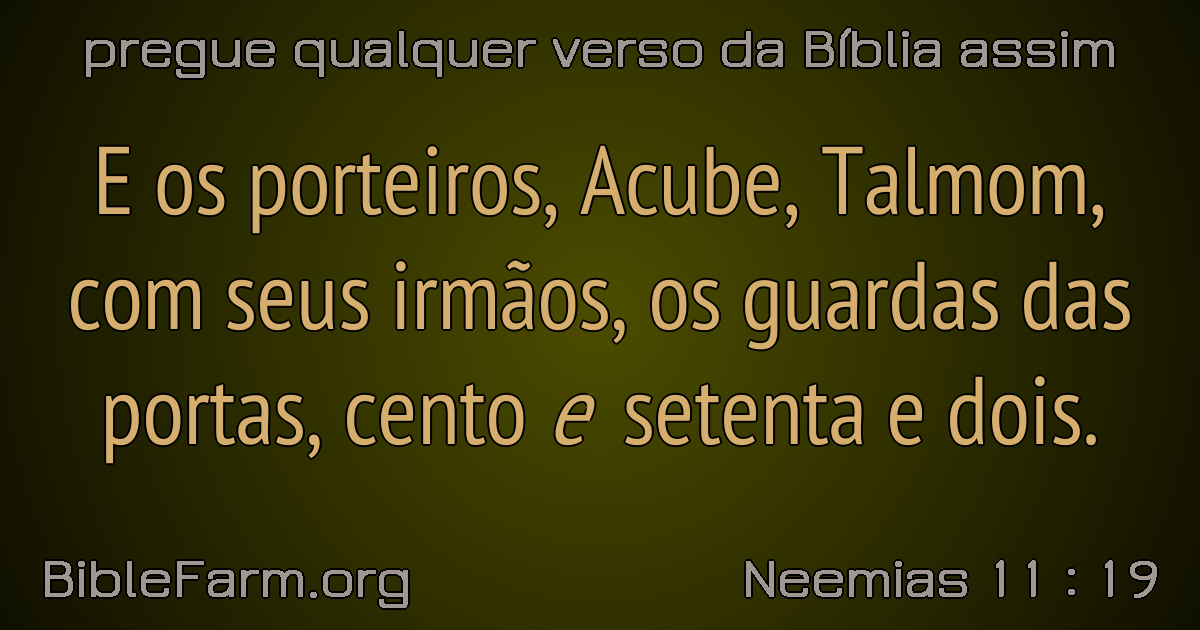 pregue qualquer verso da Bíblia assim
E os porteiros, Acube, Talmom,
com seus irmãos, os guardas das
portas, cento e setenta e dois.
BibleFarm.org
Neemias 11 : 19